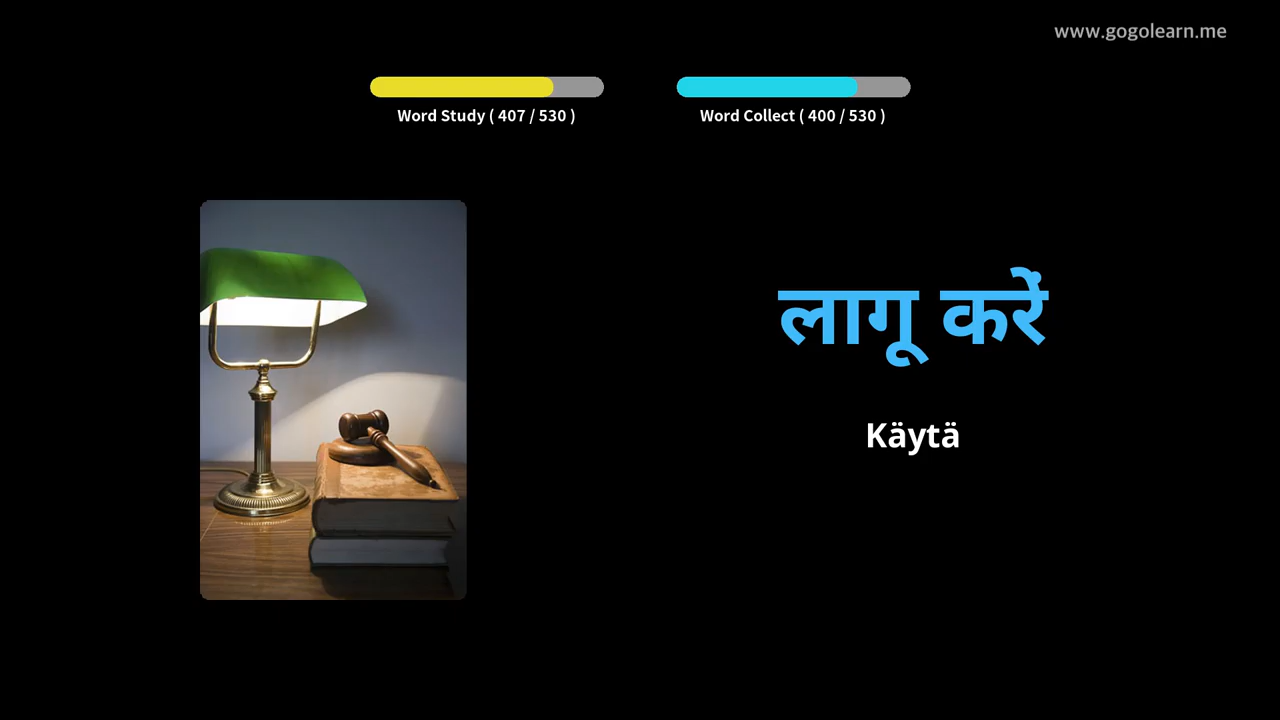 www.gogolearn.me
Word Study ( 407 / 530 )
Word Collect ( 400 / 530 )
लागू करें
Käytä